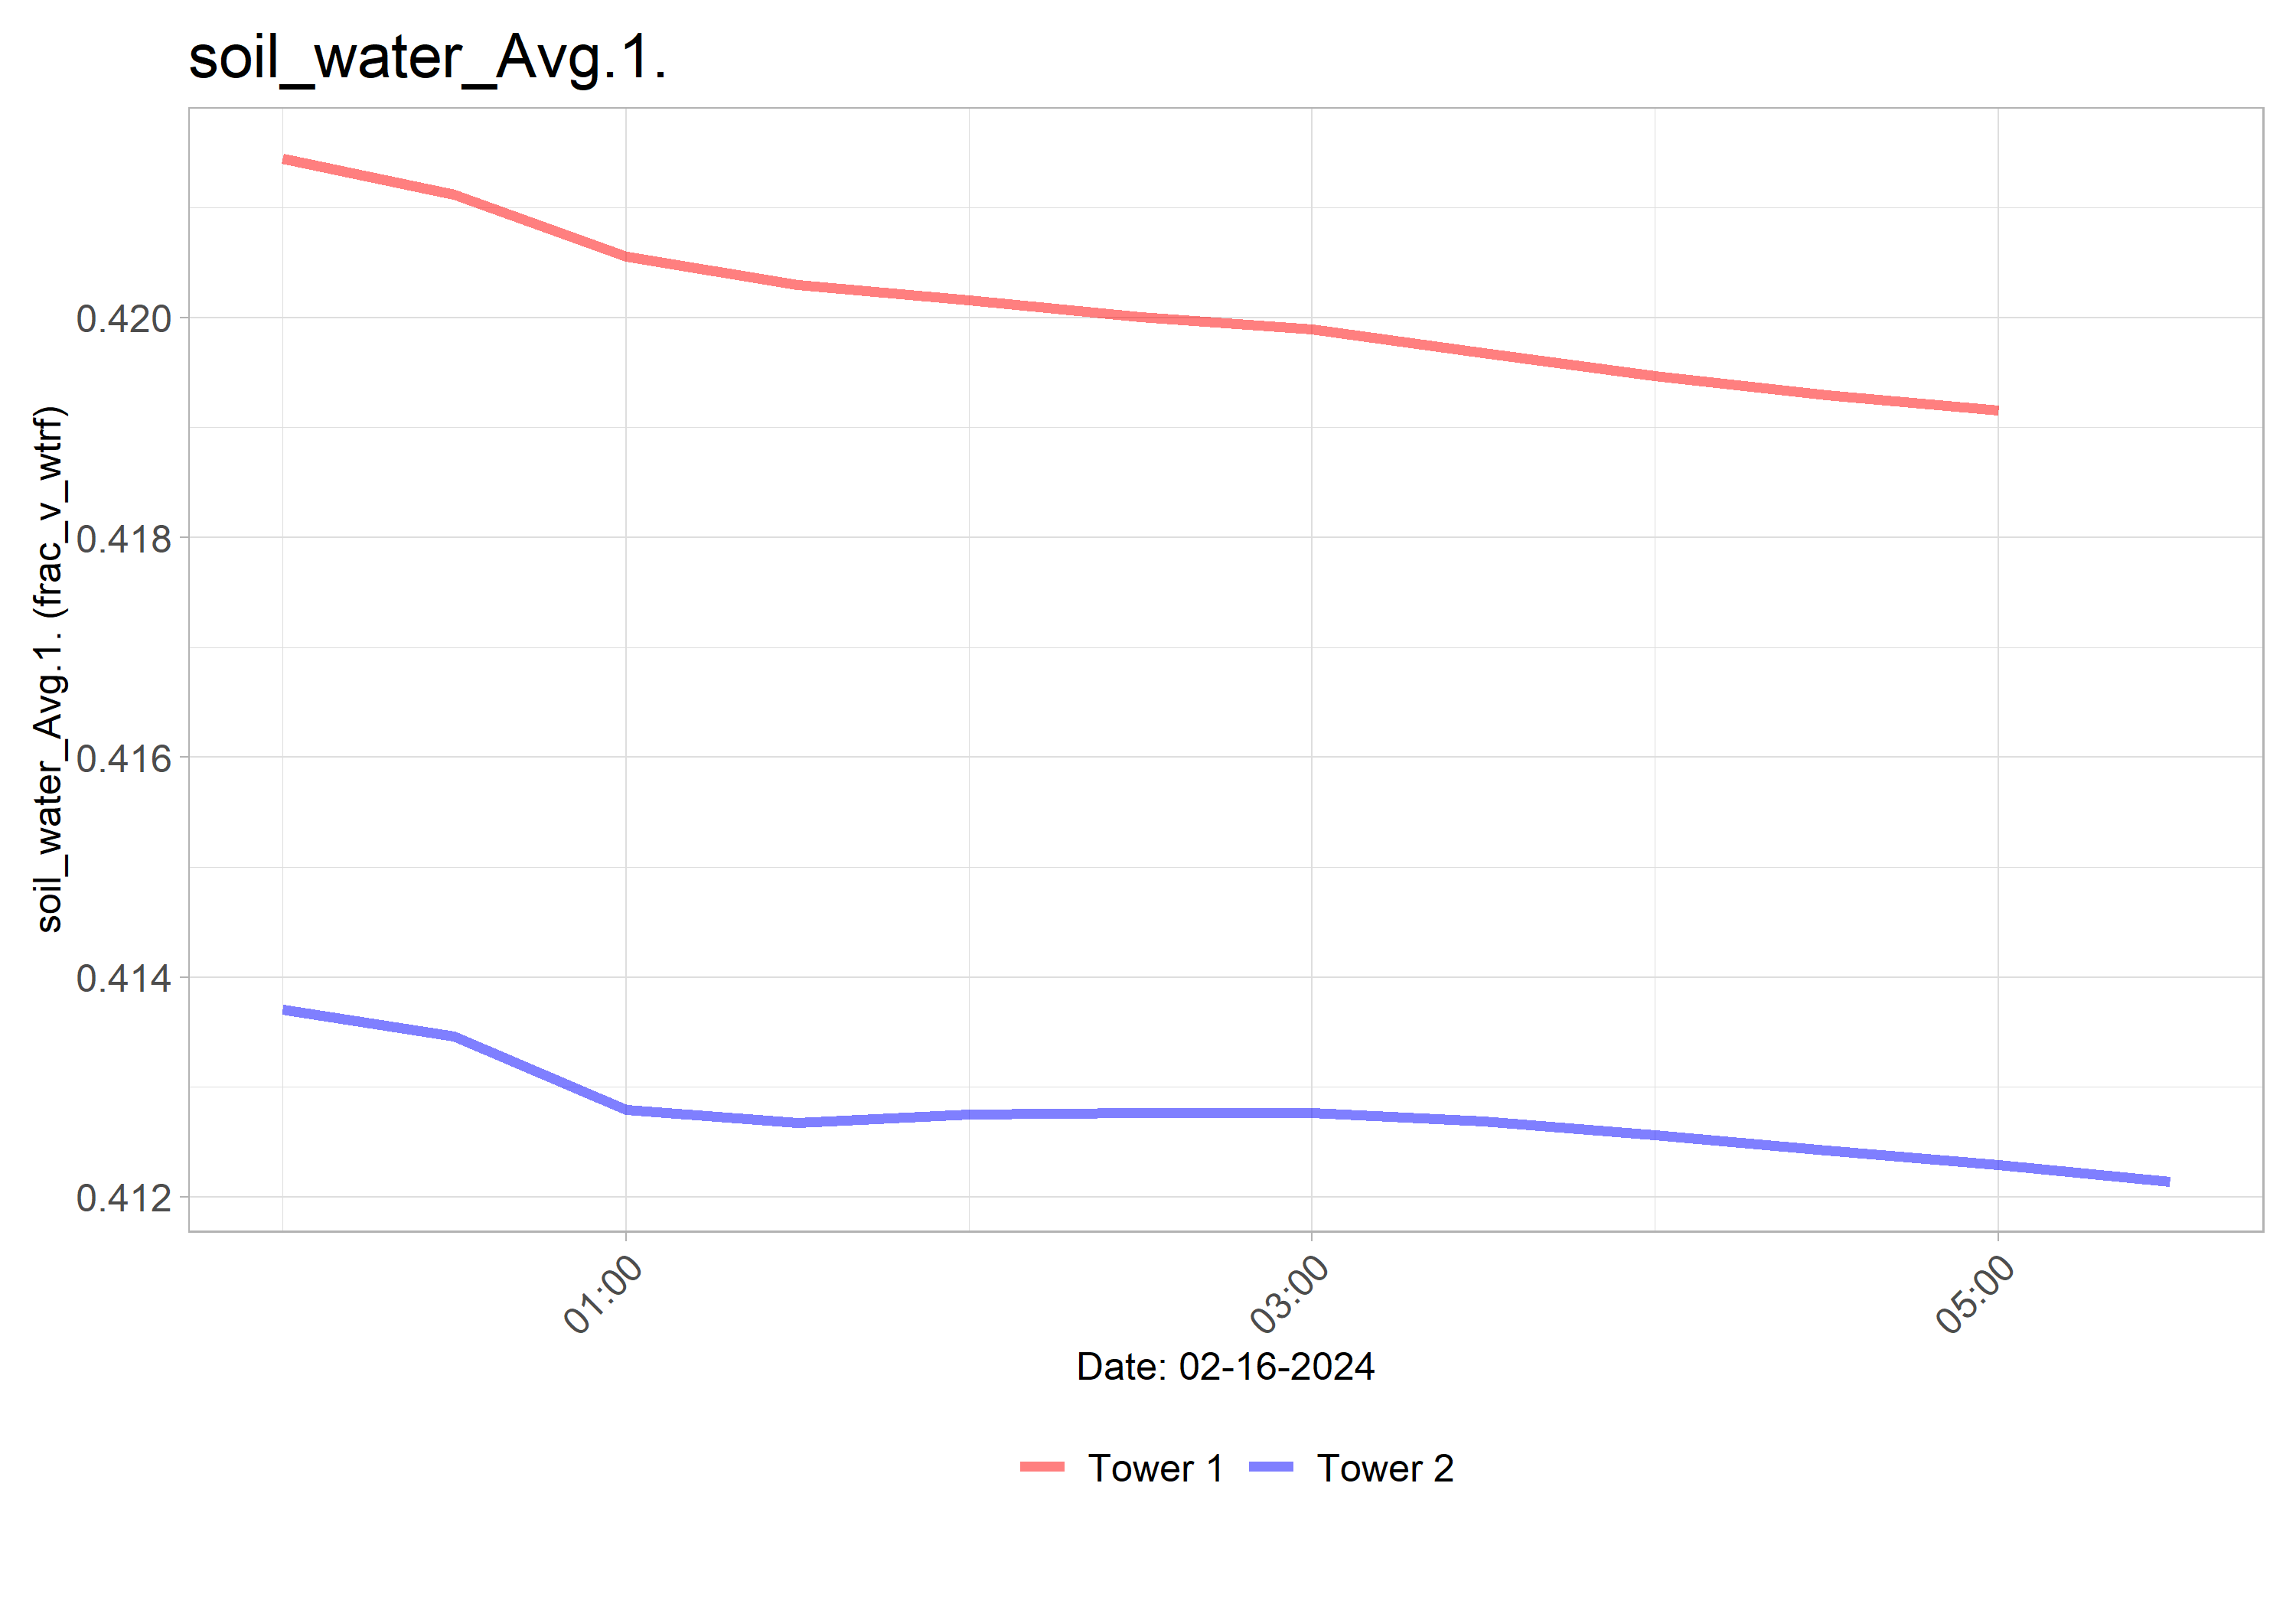 soil_water_Avg.1.
soil_water_Avg.1. (frac_v_wtrf)
0.420
0.418
0.416
0.414
0.412
01:00
03:00
05:00
Date: 02-16-2024
Tower 1
Tower 2